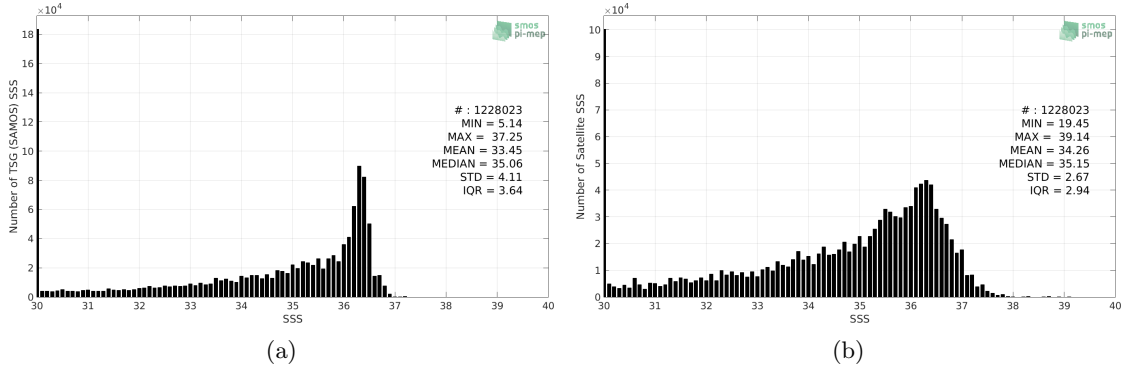 ×10⁴
18
16
14
12
10
8
6
4
2
0
30 31 32 33 34 35 36 37 38 39 40
SSS
Number of TSG (SAMOS) SSS
smos
pi-mep
# : 1228023
MIN = 5.14
MAX = 37.25
MEAN = 33.45
MEDIAN = 35.06
STD = 4.11
IQR = 3.64
(a)
×10⁴
10
9
8
7
6
5
4
3
2
1
0
30 31 32 33 34 35 36 37 38 39 40
SSS
Number of Satellite SSS
smos
pi-mep
# : 1228023
MIN = 19.45
MAX = 39.14
MEAN = 34.26
MEDIAN = 35.15
STD = 2.67
IQR = 2.94
(b)